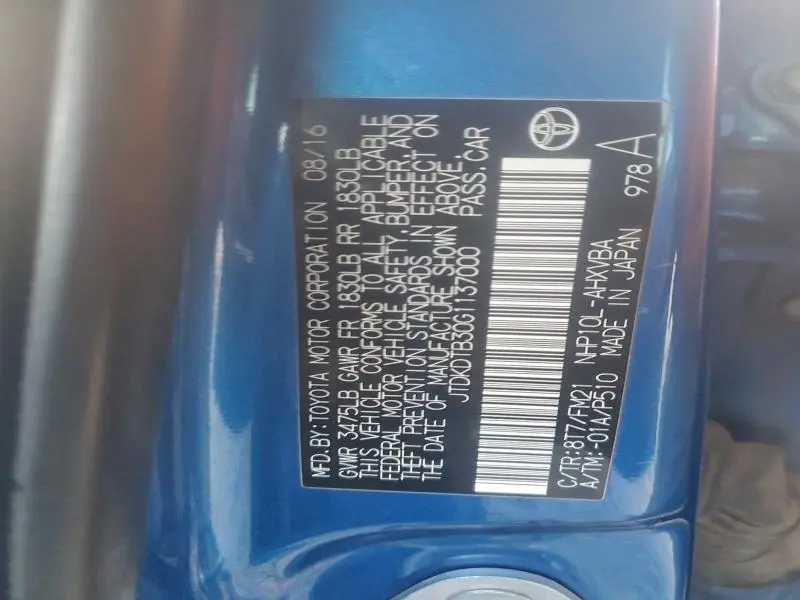 MFD.BY:TOYOTA MOTOR CORPORATION 08/16
GVWR 3475LB GAWR FR 1830LB RR 1830LB
THIS VEHICLE CONFORMS TO ALL APPLICABLE
FEDERAL MOTOR VEHICLE SAFETY,BUMPER,AND
THEFT PREVENTION STANDARDS IN EFFECT ON
THE DATE OF MANUFACTURE SHOWN ABOVE.
JTDKDTB30G1137000 PASS.CAR
C/TR:8T7/FM21 NHP10L-AHXVBA
A/TM:-01A/P510 MADE IN JAPAN 978 A